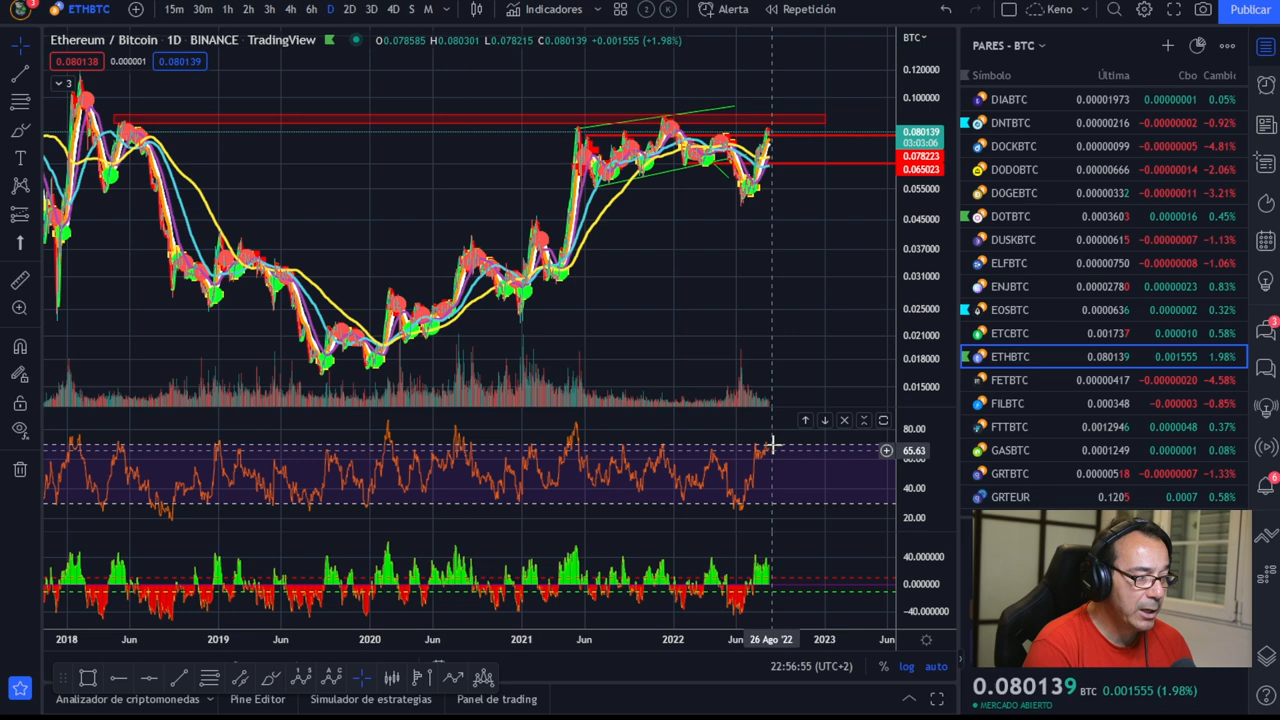 3 ETHBTC 15m 30m 1h 2h 3h 4h 6h D 2D 3D 4D S M Indicadores 2 1 Alerta Repetición Keno Publicar
Ethereum / Bitcoin · 1D · BINANCE · TradingView O0.078585 H0.080301 L0.078215 C0.080139 +0.001555 (+1.98%)
BTC
0.080138 0.000001 0.080139
3
0.120000
0.100000
0.080139
03:03:06
0.078223
0.065023
0.055000
0.045000
0.037000
0.031000
0.025000
0.021000
0.018000
0.015000
80.00
65.63
60.00
40.00
20.00
40.000000
0.000000
-40.000000
2018 Jun 2019 Jun 2020 Jun 2021 Jun 2022 Jun 26 Ago '22 2023 Jun
22:56:55 (UTC+2) % log auto
Analizador de criptomonedas Pine Editor Simulador de estrategias Panel de trading
PARES - BTC
Símbolo Última Cbo Cambic
DIABTC 0.00001973 0.00000001 0.05%
DNTBTC 0.00000216 -0.00000002 -0.92%
DOCKBTC 0.00000099 -0.00000005 -4.81%
DODOBTC 0.00000666 -0.00000014 -2.06%
DOGEBTC 0.00000332 -0.00000011 -3.21%
DOTBTC 0.0003603 0.0000016 0.45%
DUSKBTC 0.00000615 -0.00000007 -1.13%
ELFBTC 0.00000750 -0.00000008 -1.06%
ENJBTC 0.00002780 0.00000023 0.83%
EOSBTC 0.0000636 0.0000002 0.32%
ETCBTC 0.001737 0.000010 0.58%
ETHBTC 0.080139 0.001555 1.98%
FETBTC 0.00000417 -0.00000020 -4.58%
FILBTC 0.000348 -0.000003 -0.85%
FTTBTC 0.0012946 0.0000048 0.37%
GASBTC 0.0001249 0.0000001 0.08%
GRTBTC 0.00000518 -0.00000007 -1.33%
GRTEUR 0.1205 0.0007 0.58%
0.080139 BTC 0.001555 (1.98%)
MERCADO ABIERTO
3
6